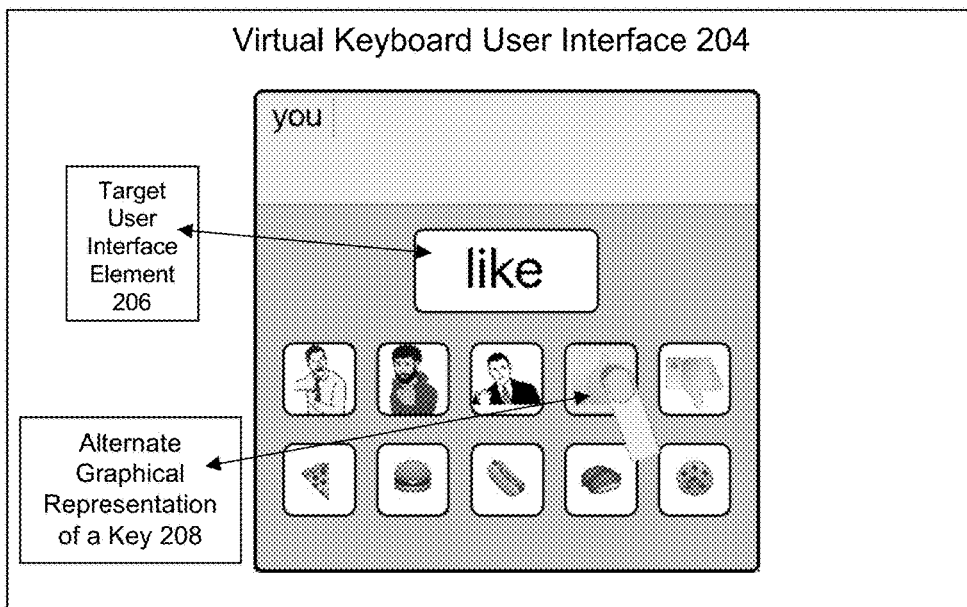 Virtual Keyboard User Interface 204
you
Target
User
Interface
Element
206
like
Alternate
Graphical
Representation
of a Key 208